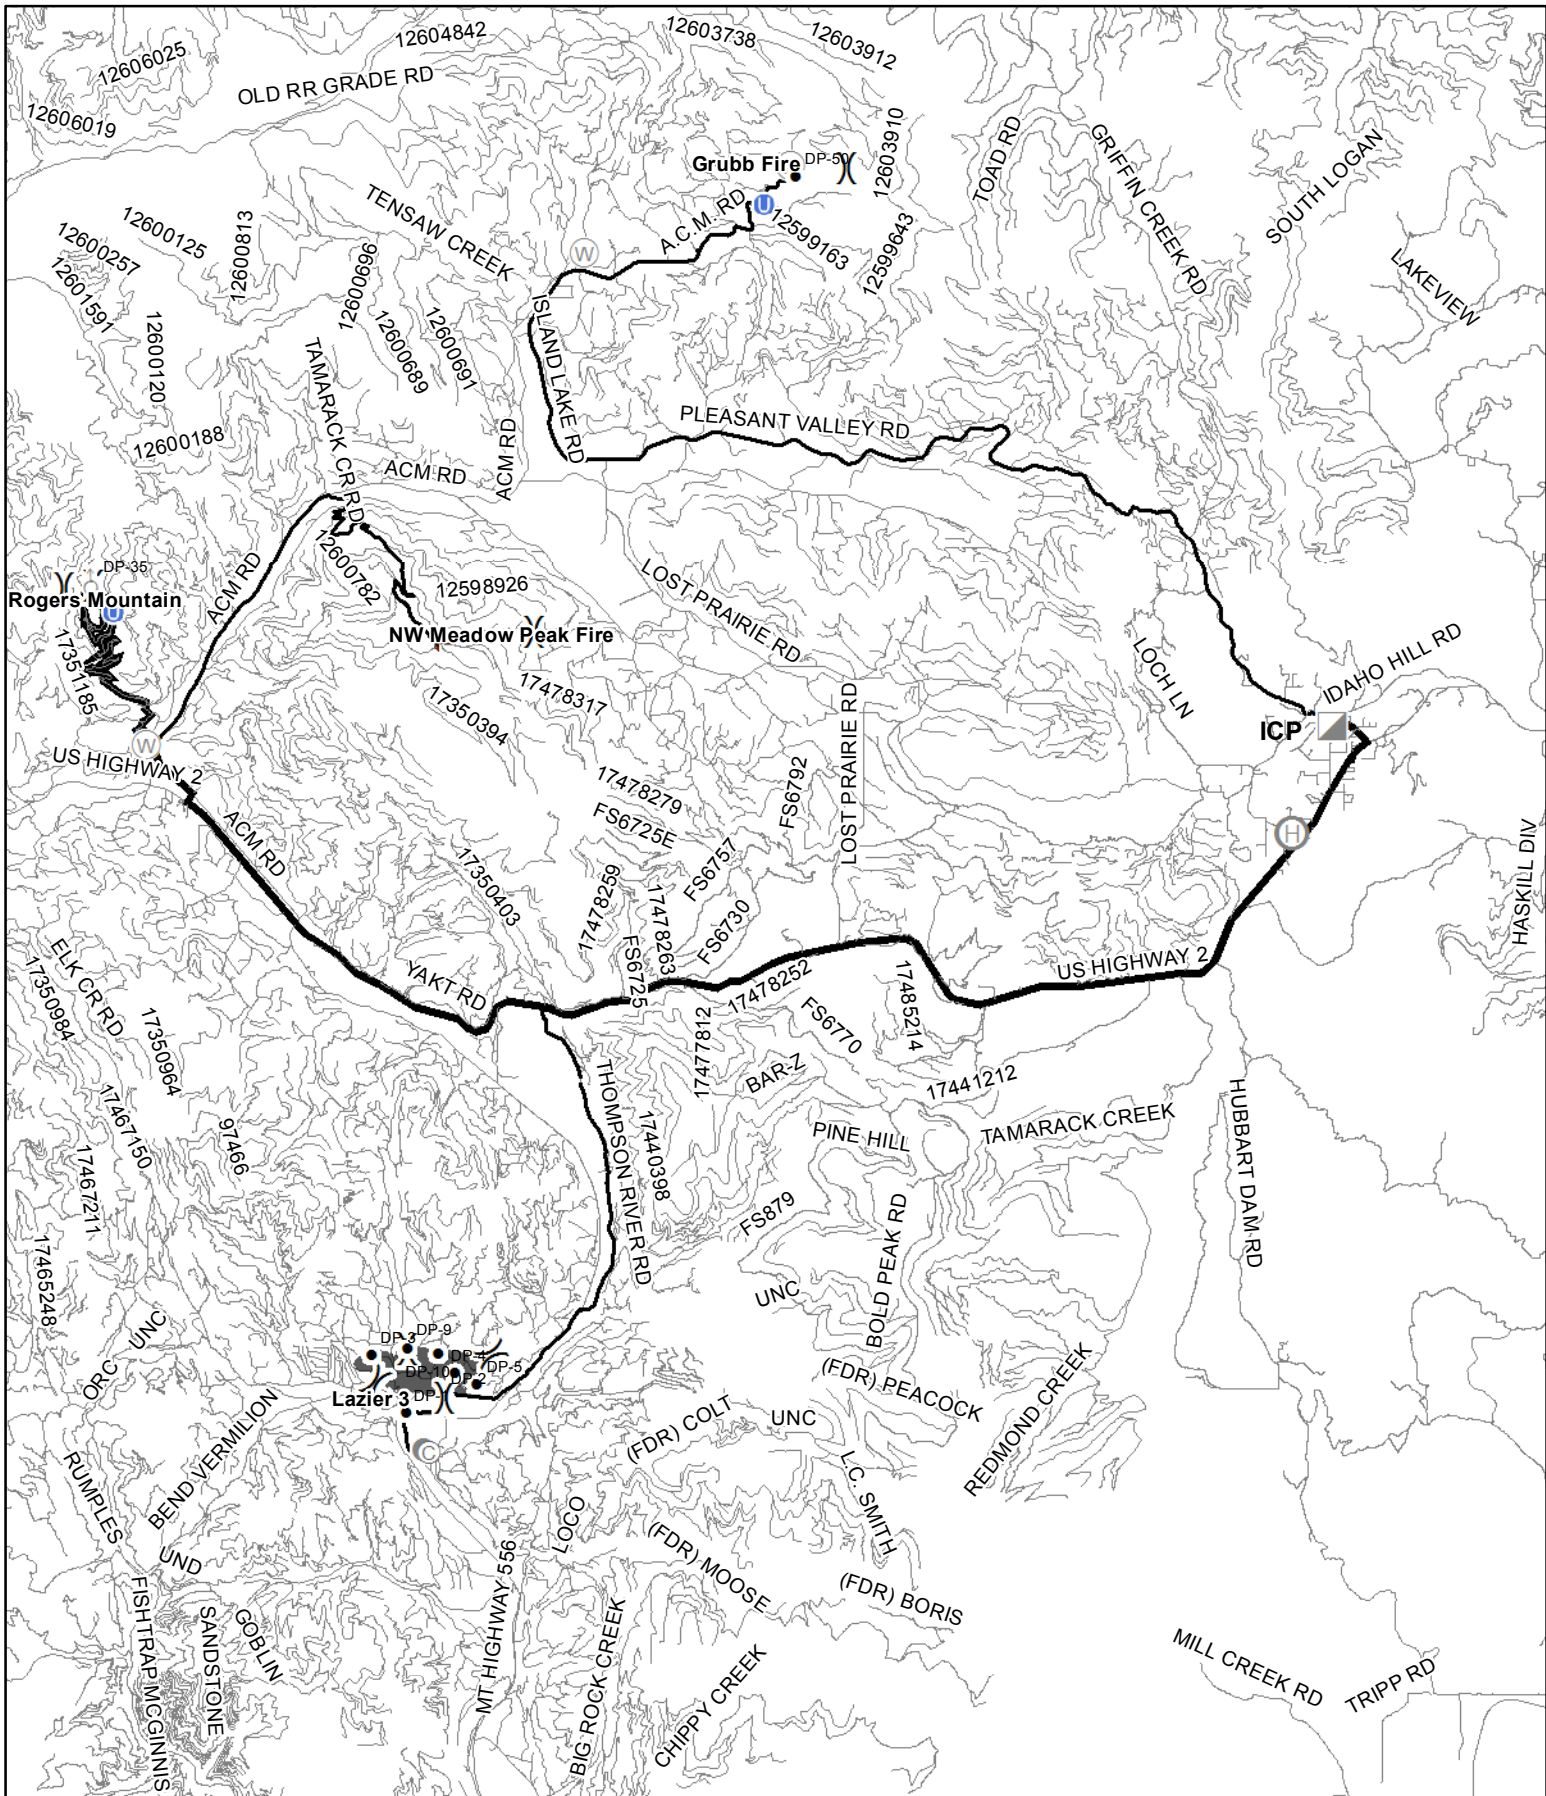 12604842
12603738
12603912
12606025
OLD RR GRADE RD
12606019
Grubb Fire
DP-50
12603910
TOAD RD
GRIFFIN CREEK RD
SOUTH LOGAN
TENSAW CREEK
A.C.M. RD
U
12599163
12599643
12600125
12600813
12600257
12601591
12600696
W
LAKEVIEW
12600120
12600689
12600691
ISLAND LAKE RD
TAMARACK CR RD
12600188
PLEASANT VALLEY RD
ACM RD
ACM RD
12600782
ACM RD
DP-35
Rogers Mountain
U
12598926
LOST PRAIRIE RD
NW Meadow Peak Fire
17351185
17350394
17478317
LOCH LN
IDAHO HILL RD
ICP
W
US HIGHWAY 2
LOST PRAIRIE RD
17478279
FS6725E
FS6792
ACM RD
H
HASKILL DIV
17350403
FS6757
17478259
17478263
FS6730
FS6725
ELK CR RD
17350984
YAKT RD
17478252
US HIGHWAY 2
17485214
FS6770
17350964
17477812
BAR-Z
17441212
17467150
97466
THOMPSON RIVER RD
17440398
PINE HILL
TAMARACK CREEK
HUBBART DAM RD
17467211
FS879
BOLD PEAK RD
17465248
UNC
UNC
ORC
DP-3
DP-9
DP-4
DP-5
DP-10
DP-2
Lazier 3
DP-
C
(FDR) PEACOCK
REDMOND CREEK
BEND VERMILION
(FDR) COLT
UNC
RUMPLES
L.C. SMITH
LOCO
(FDR) MOOSE
UND
(FDR) BORIS
FISHTRAP MCGINNIS
SANDSTONE
GOBLIN
MT HIGHWAY 556
BIG ROCK CREEK
CHIPPY CREEK
MILL CREEK RD
TRIPP RD